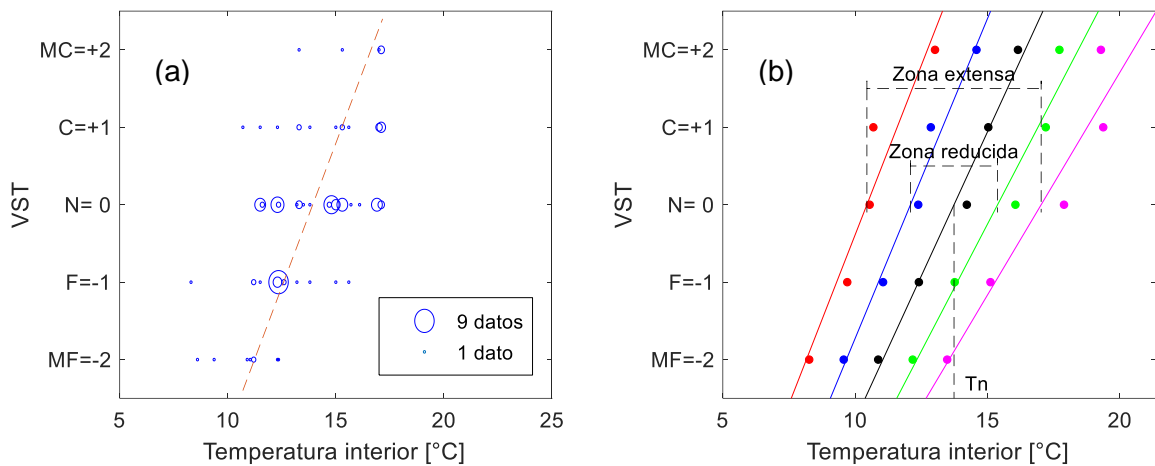 (a)
MC=+2
C=+1
N= 0
F=-1
MF=-2
VST
9 datos
1 dato
5 10 15 20 25
Temperatura interior [°C]
(b)
MC=+2
C=+1
N= 0
F=-1
MF=-2
VST
Zona extensa
Zona reducida
Tn
5 10 15 20
Temperatura interior [°C]